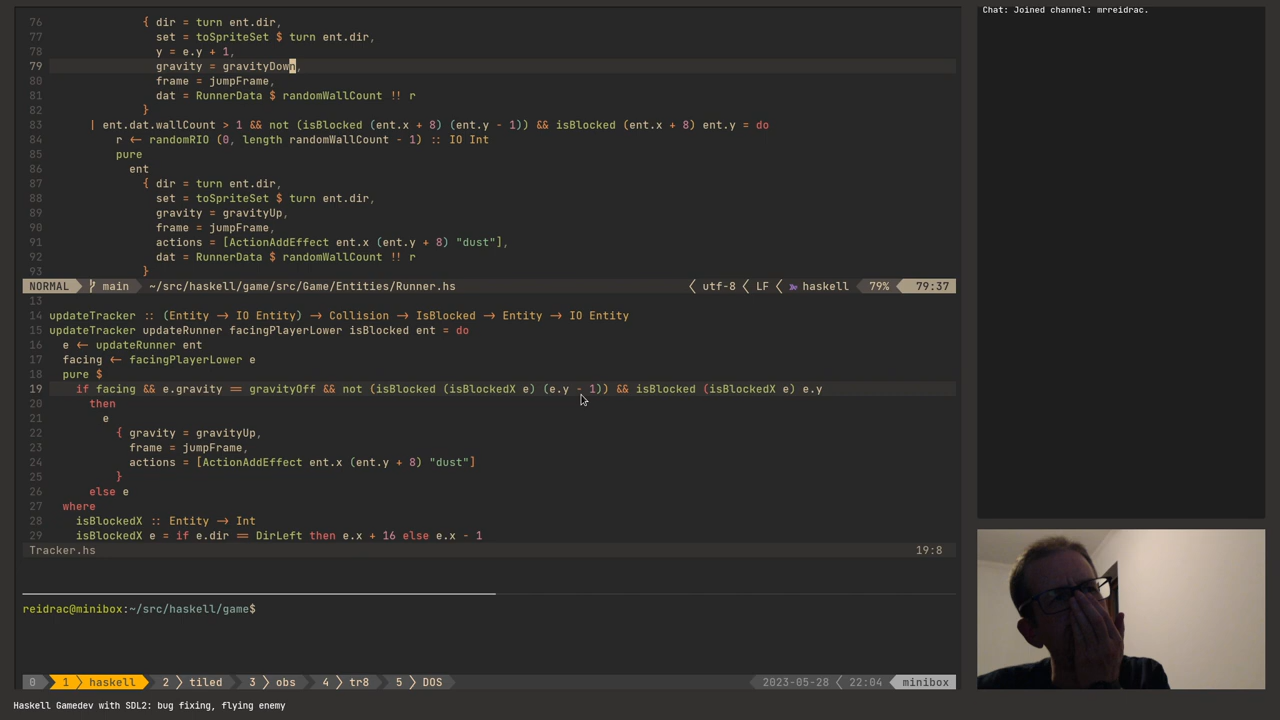 76 { dir = turn ent.dir,
77 set = toSpriteSet $ turn ent.dir,
78 y = e.y + 1,
79 gravity = gravityDown,
80 frame = jumpFrame,
81 dat = RunnerData $ randomWallCount !! r
82 }
83 | ent.dat.wallCount > 1 && not (isBlocked (ent.x + 8) (ent.y - 1)) && isBlocked (ent.x + 8) ent.y = do
84 r ← randomRIO (0, length randomWallCount - 1) :: IO Int
85 pure
86 ent
87 { dir = turn ent.dir,
88 set = toSpriteSet $ turn ent.dir,
89 gravity = gravityUp,
90 frame = jumpFrame,
91 actions = [ActionAddEffect ent.x (ent.y + 8) "dust"],
92 dat = RunnerData $ randomWallCount !! r
93 }
NORMAL main ~/src/haskell/game/src/Game/Entities/Runner.hs utf-8 LF haskell 79% 79:37
13
14 updateTracker :: (Entity → IO Entity) → Collision → IsBlocked → Entity → IO Entity
15 updateTracker updateRunner facingPlayerLower isBlocked ent = do
16 e ← updateRunner ent
17 facing ← facingPlayerLower e
18 pure $
19 if facing && e.gravity == gravityOff && not (isBlocked (isBlockedX e) (e.y - 1)) && isBlocked (isBlockedX e) e.y
20 then
21 e
22 { gravity = gravityUp,
23 frame = jumpFrame,
24 actions = [ActionAddEffect ent.x (ent.y + 8) "dust"]
25 }
26 else e
27 where
28 isBlockedX :: Entity → Int
29 isBlockedX e = if e.dir == DirLeft then e.x + 16 else e.x - 1
Tracker.hs 19:8
reidrac@minibox:~/src/haskell/game$
0 1 haskell 2 tiled 3 obs 4 tr8 5 DOS 2023-05-28 22:04 minibox
Haskell Gamedev with SDL2: bug fixing, flying enemy
Chat: Joined channel: mrreidrac.